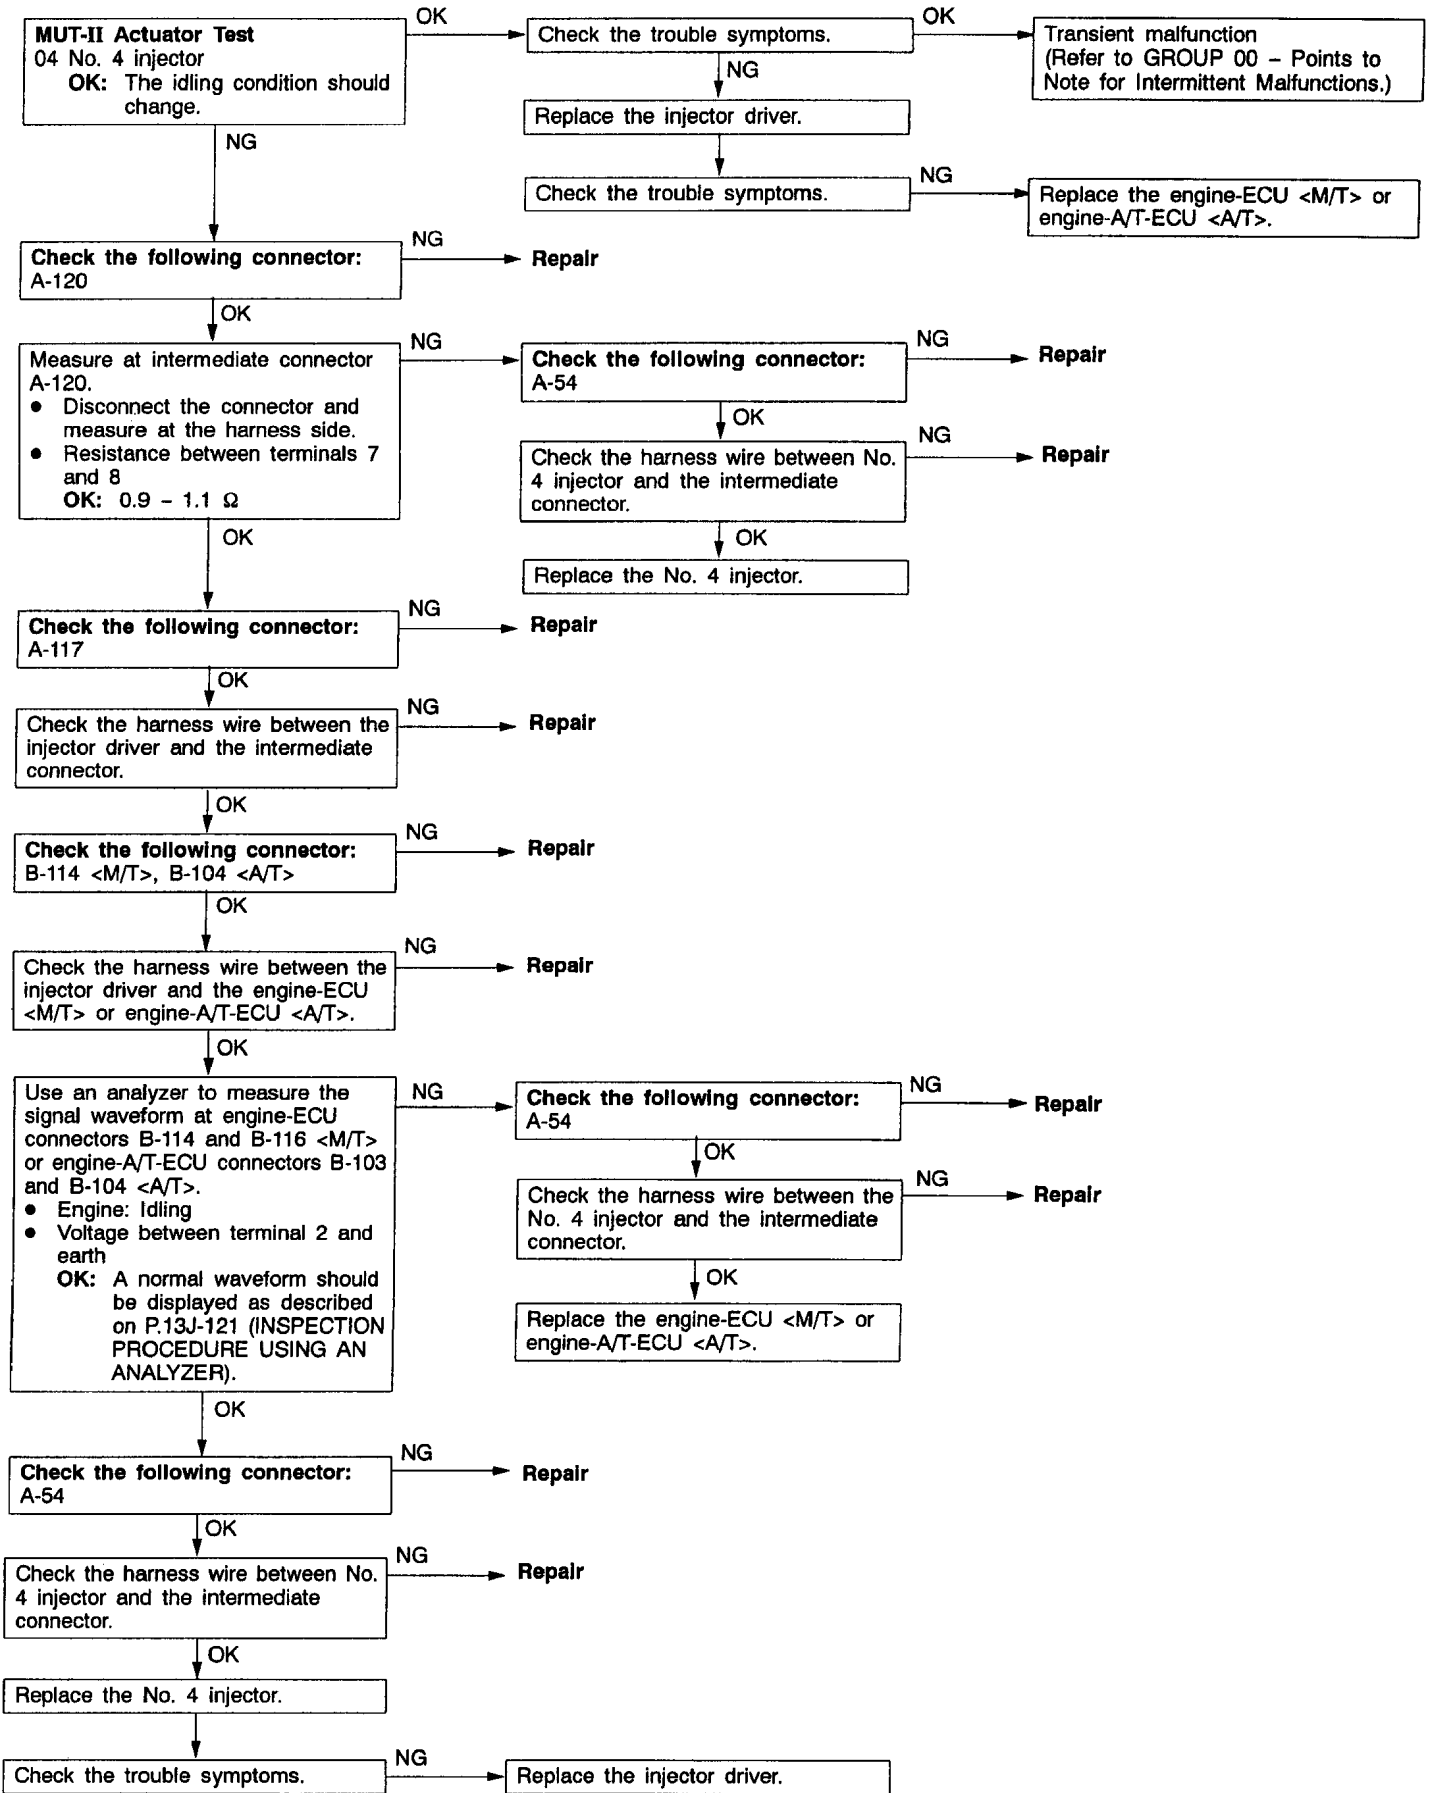 MUT-II Actuator Test
04 No. 4 injector
OK: The idling condition should
change.
OK
Check the trouble symptoms.
OK
Transient malfunction
(Refer to GROUP 00 – Points to
Note for Intermittent Malfunctions.)
NG
Replace the injector driver.
NG
Check the trouble symptoms.
NG
Replace the engine-ECU <M/T> or
engine-A/T-ECU <A/T>.
Check the following connector:
A-120
NG
Repair
OK
Measure at intermediate connector
A-120.
● Disconnect the connector and
measure at the harness side.
● Resistance between terminals 7
and 8
OK: 0.9 – 1.1 Ω
NG
Check the following connector:
A-54
NG
Repair
OK
Check the harness wire between No.
4 injector and the intermediate
connector.
NG
Repair
OK
Replace the No. 4 injector.
OK
Check the following connector:
A-117
NG
Repair
OK
Check the harness wire between the
injector driver and the intermediate
connector.
NG
Repair
OK
Check the following connector:
B-114 <M/T>, B-104 <A/T>
NG
Repair
OK
Check the harness wire between the
injector driver and the engine-ECU
<M/T> or engine-A/T-ECU <A/T>.
NG
Repair
OK
Use an analyzer to measure the
signal waveform at engine-ECU
connectors B-114 and B-116 <M/T>
or engine-A/T-ECU connectors B-103
and B-104 <A/T>.
● Engine: Idling
● Voltage between terminal 2 and
earth
OK: A normal waveform should
be displayed as described
on P.13J-121 (INSPECTION
PROCEDURE USING AN
ANALYZER).
NG
Check the following connector:
A-54
NG
Repair
OK
Check the harness wire between the
No. 4 injector and the intermediate
connector.
NG
Repair
OK
Replace the engine-ECU <M/T> or
engine-A/T-ECU <A/T>.
OK
Check the following connector:
A-54
NG
Repair
OK
Check the harness wire between No.
4 injector and the intermediate
connector.
NG
Repair
OK
Replace the No. 4 injector.
Check the trouble symptoms.
NG
Replace the injector driver.